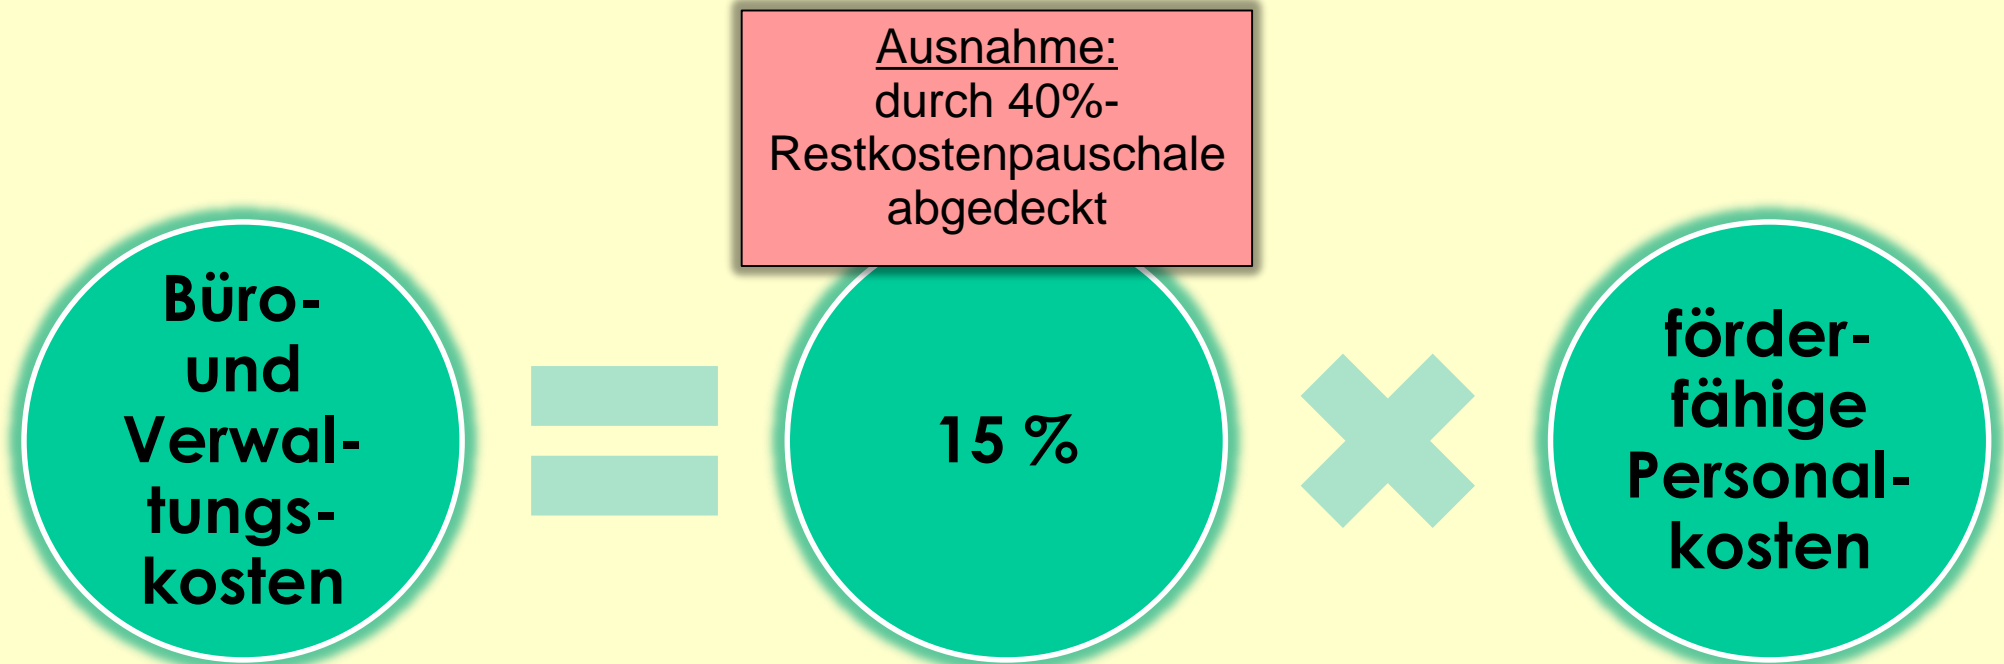 Ausnahme:
durch 40%-
Restkostenpauschale
abgedeckt
Büro-
und
Verwal-
tungs-
kosten
15 %
förder-
fähige
Personal-
kosten